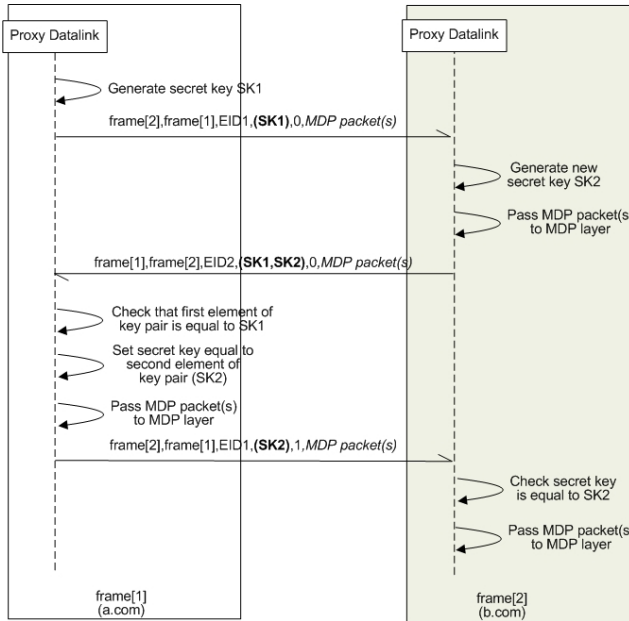 Proxy Datalink
Proxy Datalink
Generate secret key SK1
frame[2],frame[1],EID1,(SK1),0,MDP packet(s)
Generate new
secret key SK2
Pass MDP packet(s
to MDP layer
frame[1],frame[2],EID2,(SK1,SK2),0,MDP packet(s)
Check that first element of
key pair is equal to SK1
Set secret key equal to
second element of
key pair (SK2)
Pass MDP packet(s)
to MDP layer
frame[2],frame[1],EID1,(SK2),1,MDP packet(s)
Check secret key
is equal to SK2
Pass MDP packet(s
to MDP layer
frame[1]
(a.com)
frame[2]
(b.com)